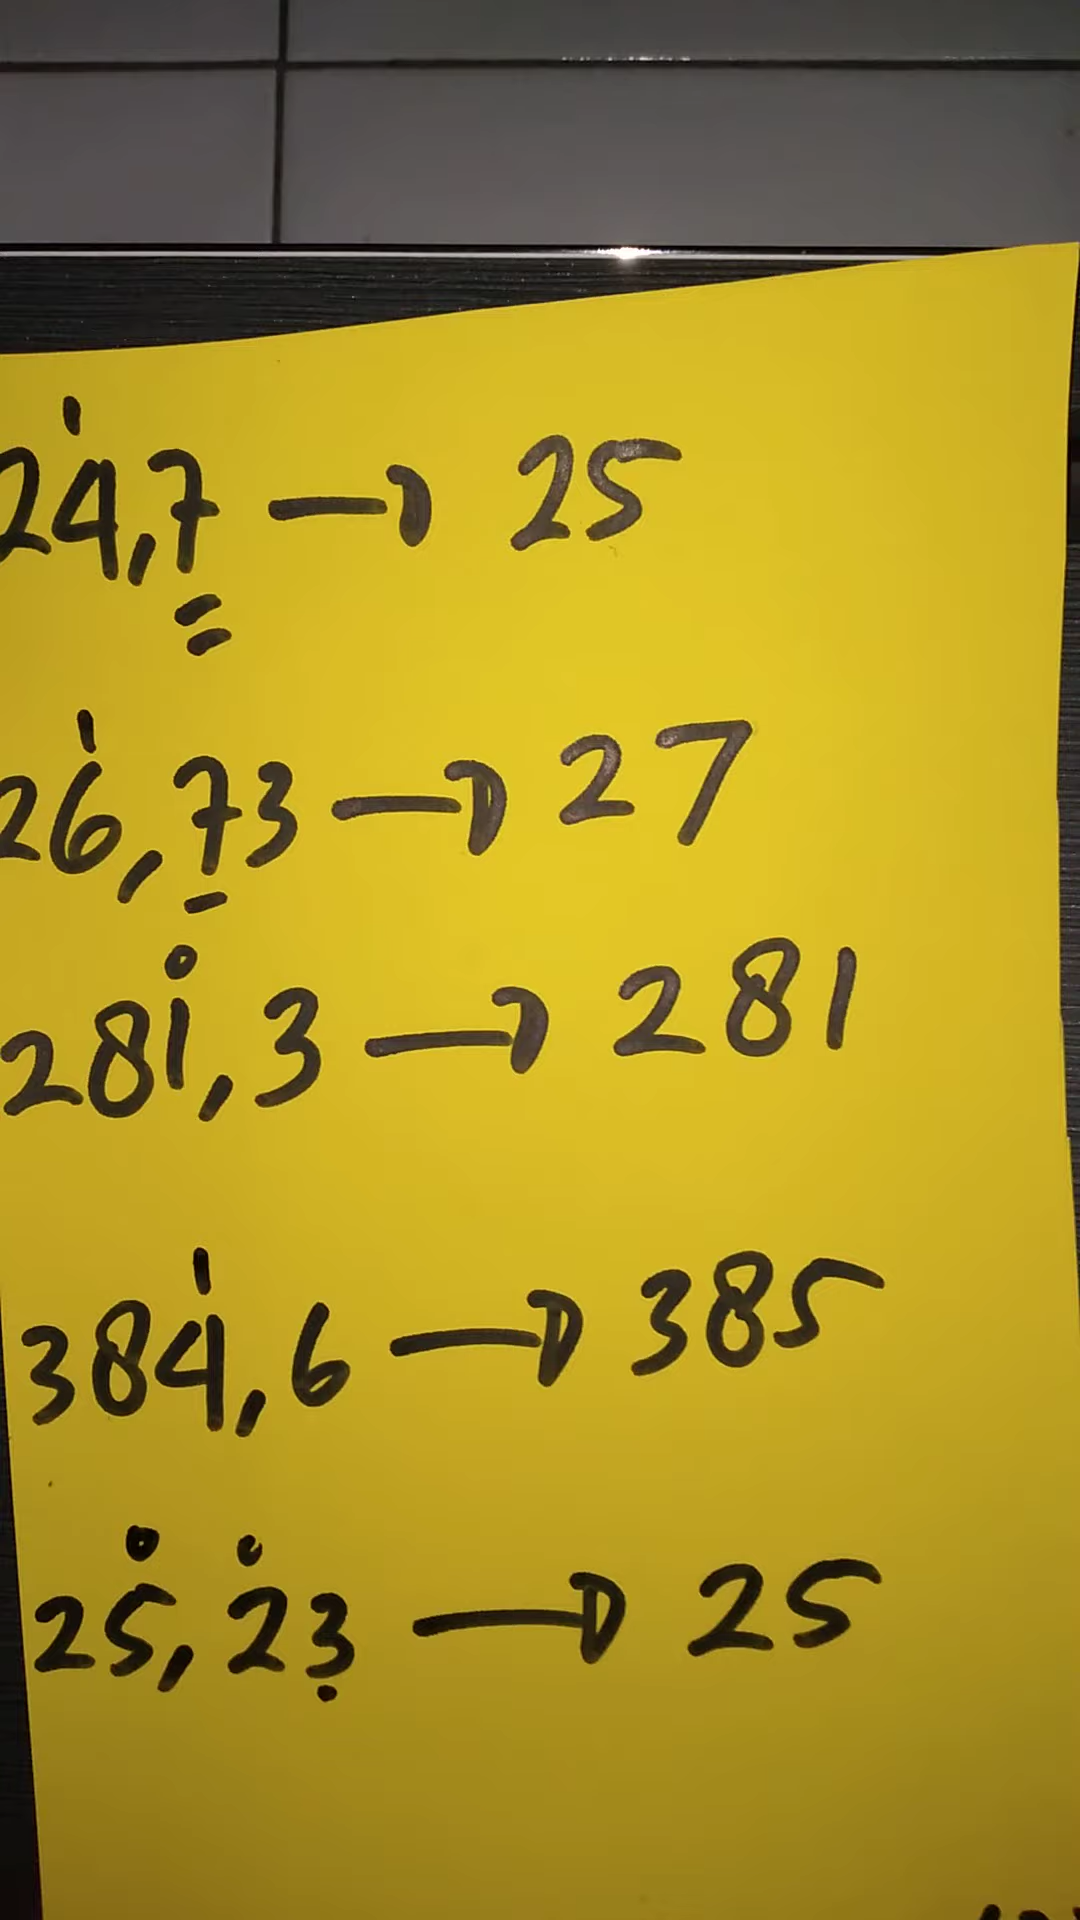 24,7 → 25
26,73 → 27
281,3 → 281
384,6 → 385
25,23 → 25